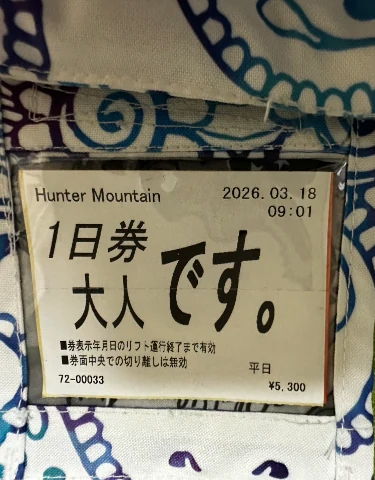 Hunter Mountain 2026.03.18
09:01
1日券
大人です。
■券表示年月日のリフト運行終了まで有効
■券面中央での切り離しは無効
72-00033 平日
¥5,300